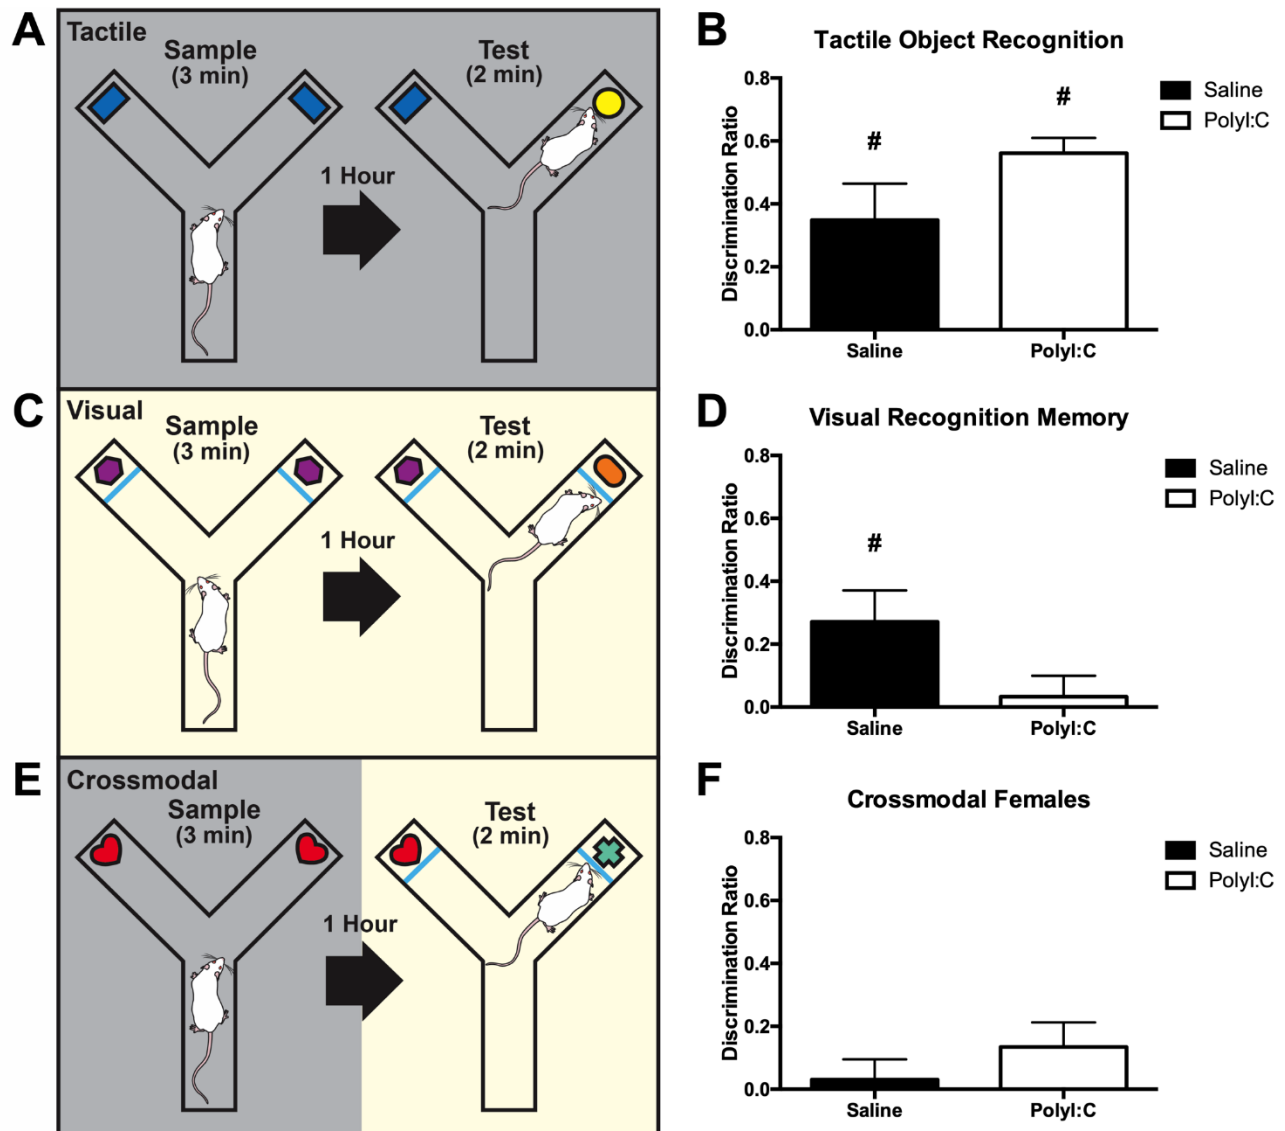 A
Tactile
Sample
(3 min)
Test
(2 min)
1 Hour
B
Tactile Object Recognition
Discrimination Ratio
0.8
0.6
0.4
0.2
0.0
#
#
Saline
PolyI:C
Saline
PolyI:C
C
Visual
Sample
(3 min)
Test
(2 min)
1 Hour
D
Visual Recognition Memory
Discrimination Ratio
0.8
0.6
0.4
0.2
0.0
#
Saline
PolyI:C
Saline
PolyI:C
E
Crossmodal
Sample
(3 min)
Test
(2 min)
1 Hour
F
Crossmodal Females
Discrimination Ratio
0.8
0.6
0.4
0.2
0.0
Saline
PolyI:C
Saline
PolyI:C